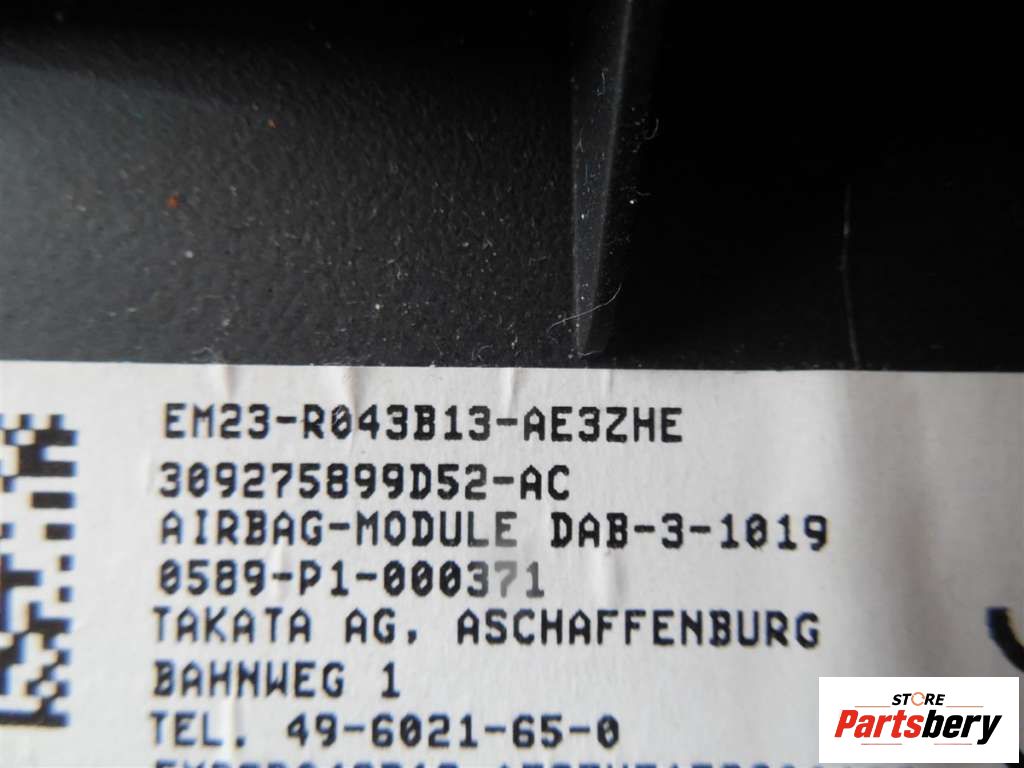 EM23-R043B13-AE3ZHE
309275899D52-AC
AIRBAG-MODULE DAB-3-1019
0589-P1-000371
TAKATA AG, ASCHAFFENBURG
BAHNWEG 1
TEL. 49-6021-65-0
STORE
Partsbery